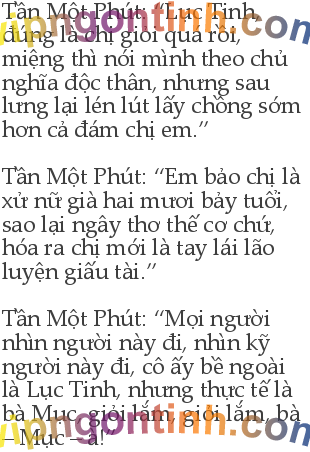 Tần Một Phút: “Lục Tinh,
đúng là chị giỏi quá rồi,
miệng thì nói mình theo chủ
nghĩa độc thân, nhưng sau
lưng lại lén lút lấy chồng sớm
hơn cả đám chị em.”
Tần Một Phút: “Em bảo chị là
xử nữ già hai mươi bảy tuổi,
sao lại ngây thơ thế cơ chứ,
hóa ra chị mới là tay lái lão
luyện giấu tài.”
Tần Một Phút: “Mọi người
nhìn người này đi, nhìn kỹ
người này đi, cô ấy bề ngoài
là Lục Tinh, nhưng thực tế là
bà Mục, giỏi lắm, giỏi lắm, bà
– Mục – à!”
vipngontinh.com
vipngontinh.com